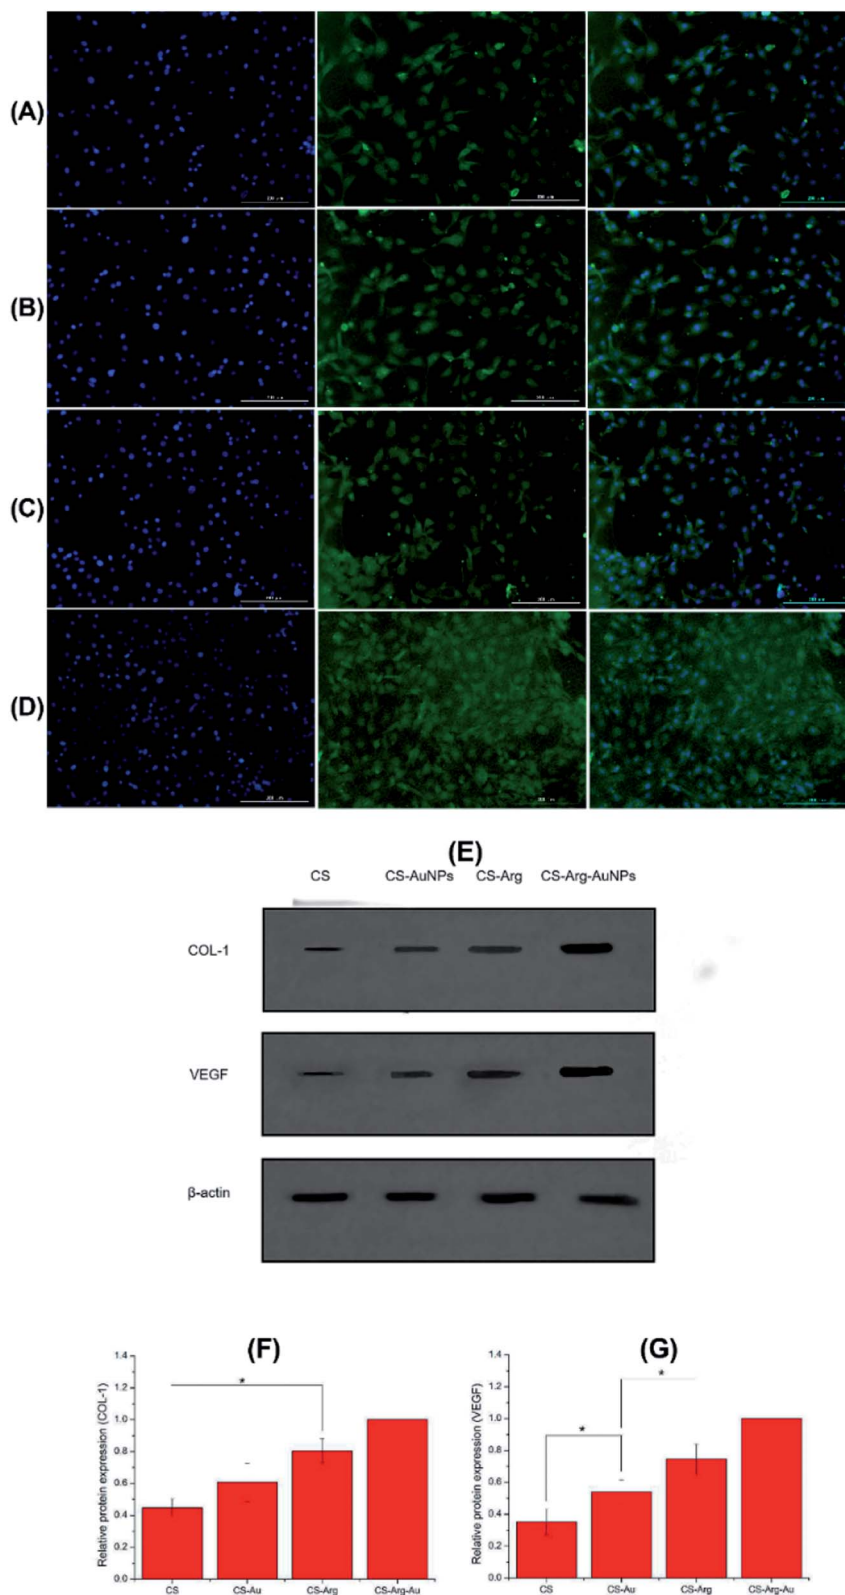 (A)
(B)
(C)
(D)
(E)
CS CS-AuNPs CS-Arg CS-Arg-AuNPs
COL-1
VEGF
β-actin
(F)
Relative protein expression (COL-1)
1.4
1.2
1.0
0.8
0.6
0.4
0.2
0.0
*
CS CS-Au CS-Arg CS-Arg-Au
(G)
Relative protein expression (VEGF)
1.4
1.2
1.0
0.8
0.6
0.4
0.2
0.0
*
*
CS CS-Au CS-Arg CS-Arg-Au